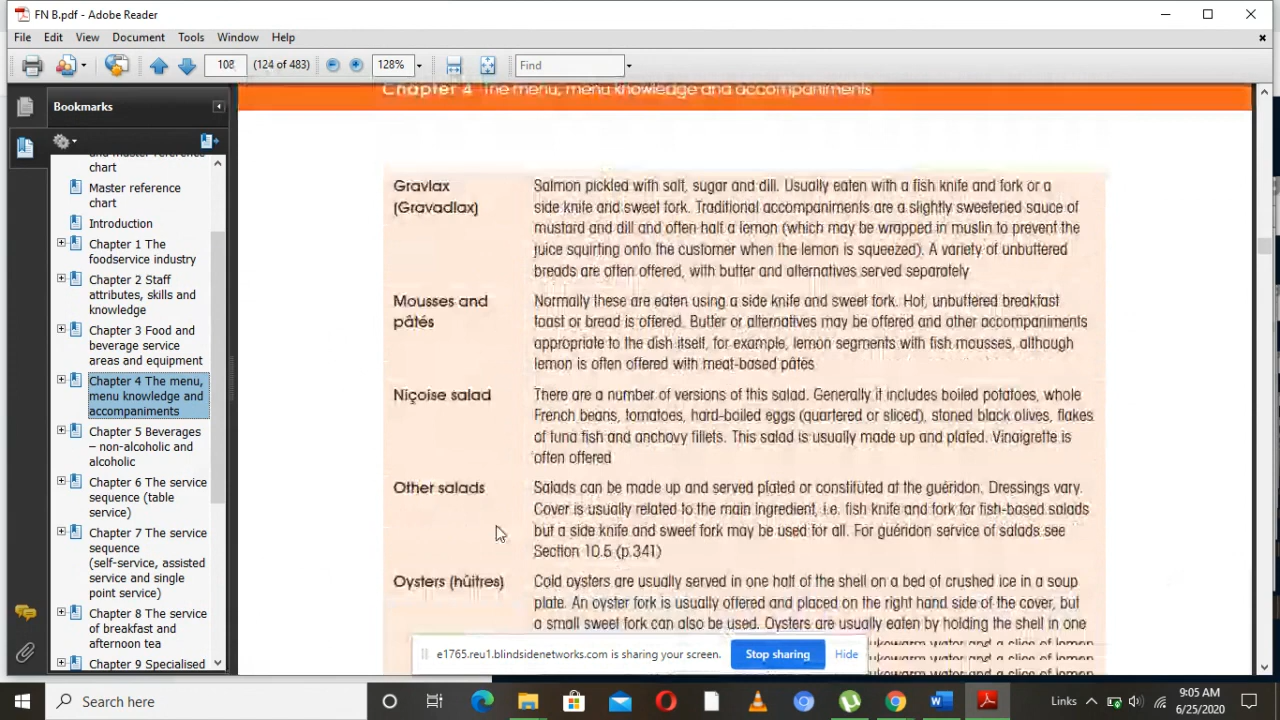 FN B.pdf - Adobe Reader
File Edit View Document Tools Window Help
108 (124 of 483) 128% Find
Bookmarks
and master reference
chart
Master reference
chart
Introduction
Chapter 1 The
foodservice industry
Chapter 2 Staff
attributes, skills and
knowledge
Chapter 3 Food and
beverage service
areas and equipment
Chapter 4 The menu,
menu knowledge and
accompaniments
Chapter 5 Beverages
– non-alcoholic and
alcoholic
Chapter 6 The service
sequence (table
service)
Chapter 7 The service
sequence
(self-service, assisted
service and single
point service)
Chapter 8 The service
of breakfast and
afternoon tea
Chapter 9 Specialised
Chapter 4 The menu, menu knowledge and accompaniments
Gravlax
(Gravadlax)
Salmon pickled with salt, sugar and dill. Usually eaten with a fish knife and fork or a
side knife and sweet fork. Traditional accompaniments are a slightly sweetened sauce of
mustard and dill and often half a lemon (which may be wrapped in muslin to prevent the
juice squirting onto the customer when the lemon is squeezed). A variety of unbuttered
breads are often offered, with butter and alternatives served separately
Mousses and
pâtés
Normally these are eaten using a side knife and sweet fork. Hot, unbuttered breakfast
toast or bread is offered. Butter or alternatives may be offered and other accompaniments
appropriate to the dish itself, for example, lemon segments with fish mousses, although
lemon is often offered with meat-based pâtés
Niçoise salad
There are a number of versions of this salad. Generally it includes boiled potatoes, whole
French beans, tomatoes, hard-boiled eggs (quartered or sliced), stoned black olives, flakes
of tuna fish and anchovy fillets. This salad is usually made up and plated. Vinaigrette is
often offered
Other salads
Salads can be made up and served plated or constituted at the guéridon. Dressings vary.
Cover is usually related to the main ingredient, i.e. fish knife and fork for fish-based salads
but a side knife and sweet fork may be used for all. For guéridon service of salads see
Section 10.5 (p.341)
Oysters (hûitres)
Cold oysters are usually served in one half of the shell on a bed of crushed ice in a soup
plate. An oyster fork is usually offered and placed on the right hand side of the cover, but
a small sweet fork can also be used. Oysters are usually eaten by holding the shell in one
lukewarm water and a slice of lemon
e1765.reu1.blindsidenetworks.com is sharing your screen. Stop sharing Hide
Search Links 9:05 AM
6/25/2020